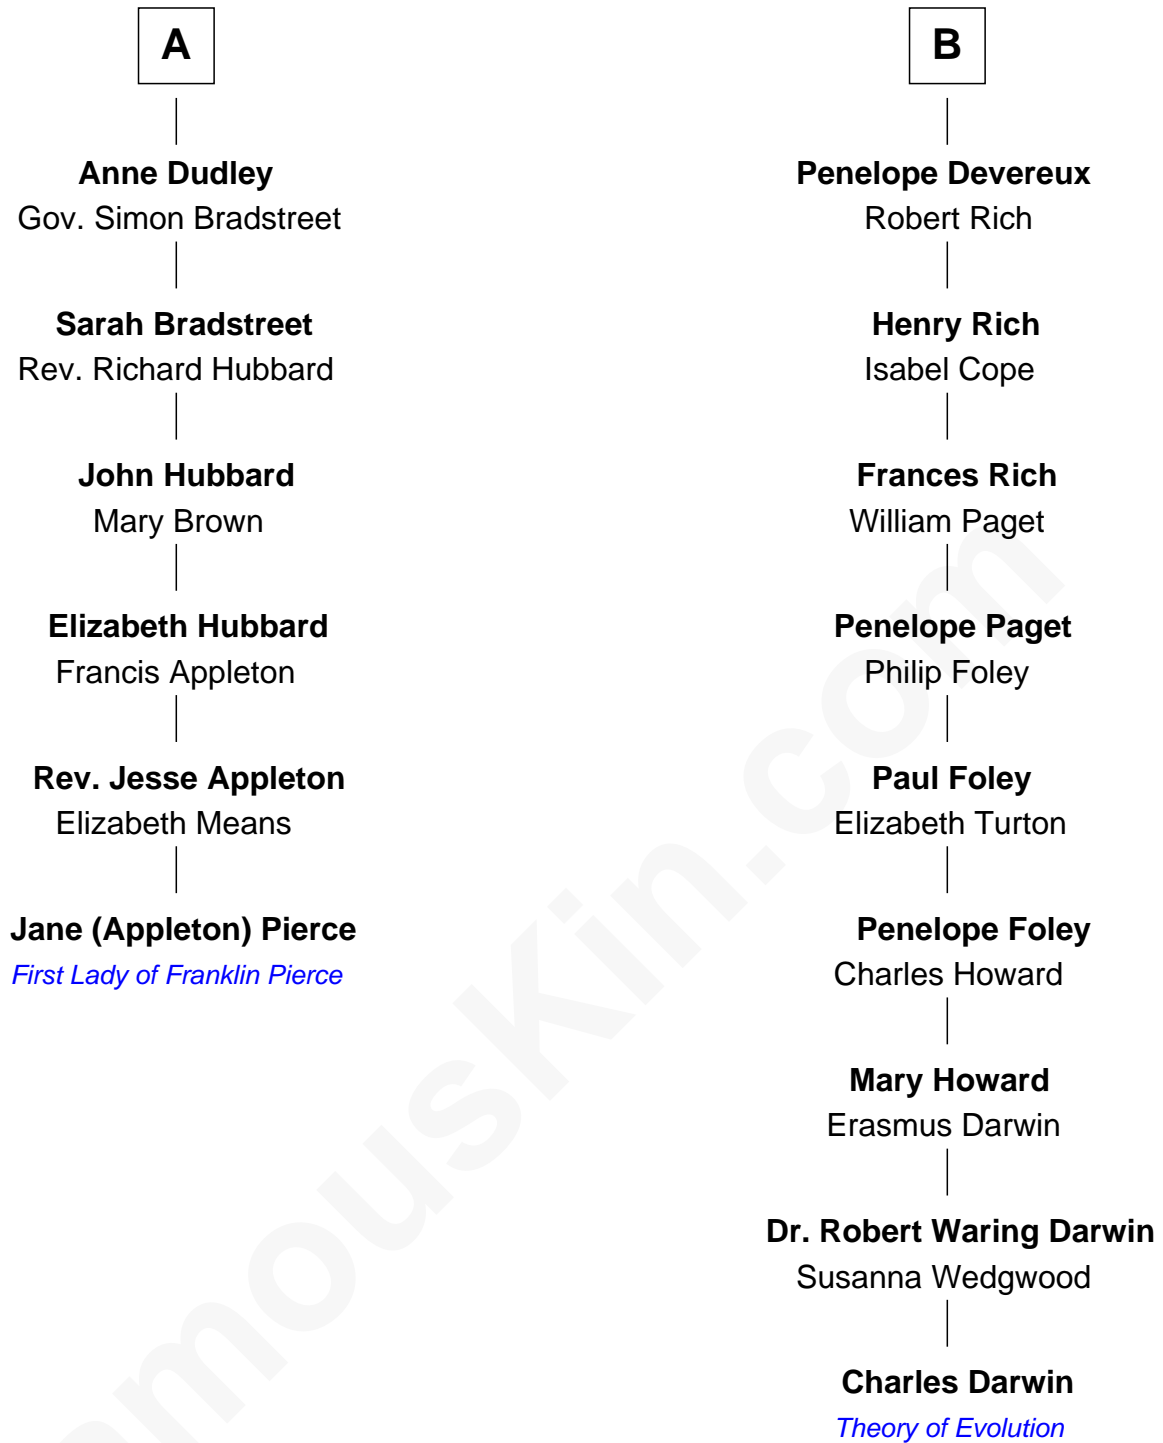 A
Anne Dudley
Gov. Simon Bradstreet
Sarah Bradstreet
Rev. Richard Hubbard
John Hubbard
Mary Brown
Elizabeth Hubbard
Francis Appleton
Rev. Jesse Appleton
Elizabeth Means
Jane (Appleton) Pierce
First Lady of Franklin Pierce
B
Penelope Devereux
Robert Rich
Henry Rich
Isabel Cope
Frances Rich
William Paget
Penelope Paget
Philip Foley
Paul Foley
Elizabeth Turton
Penelope Foley
Charles Howard
Mary Howard
Erasmus Darwin
Dr. Robert Waring Darwin
Susanna Wedgwood
Charles Darwin
Theory of Evolution
amouskin.com